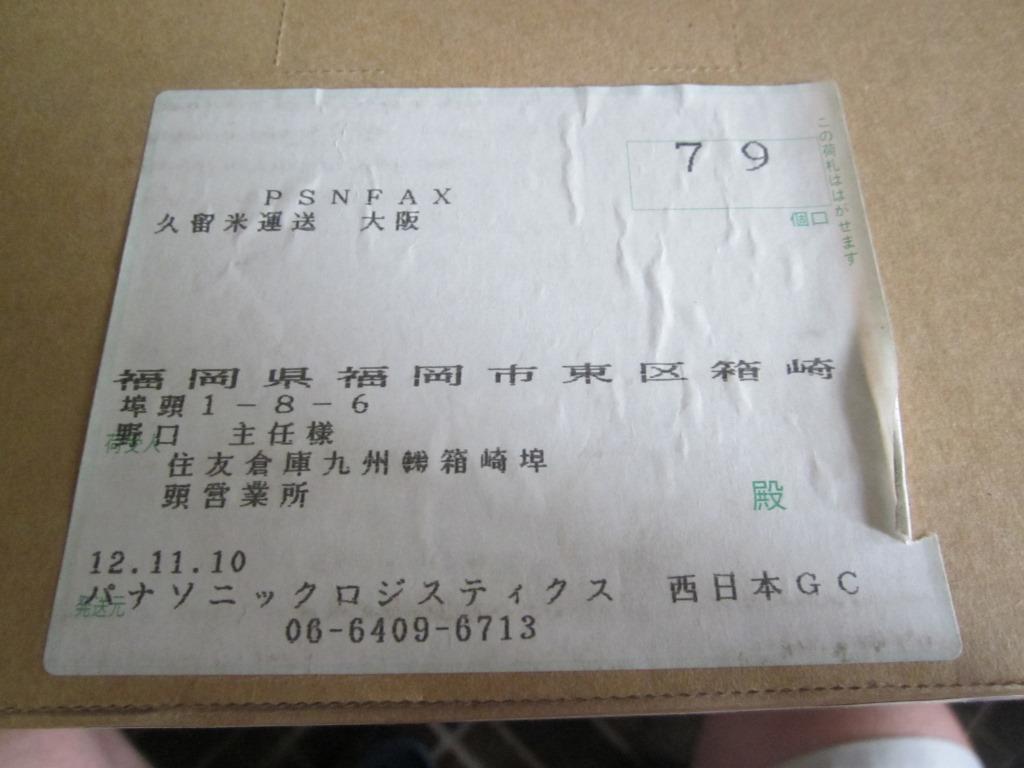 この荷札ははがせます
79
個口
PSNFAX
久留米運送 大阪
福岡県福岡市東区箱崎
埠頭1-8-6
荷受人
野口 主任様
住友倉庫九州㈱箱崎埠
頭営業所
殿
12.11.10
発送元
パナソニックロジスティクス 西日本GC
06-6409-6713